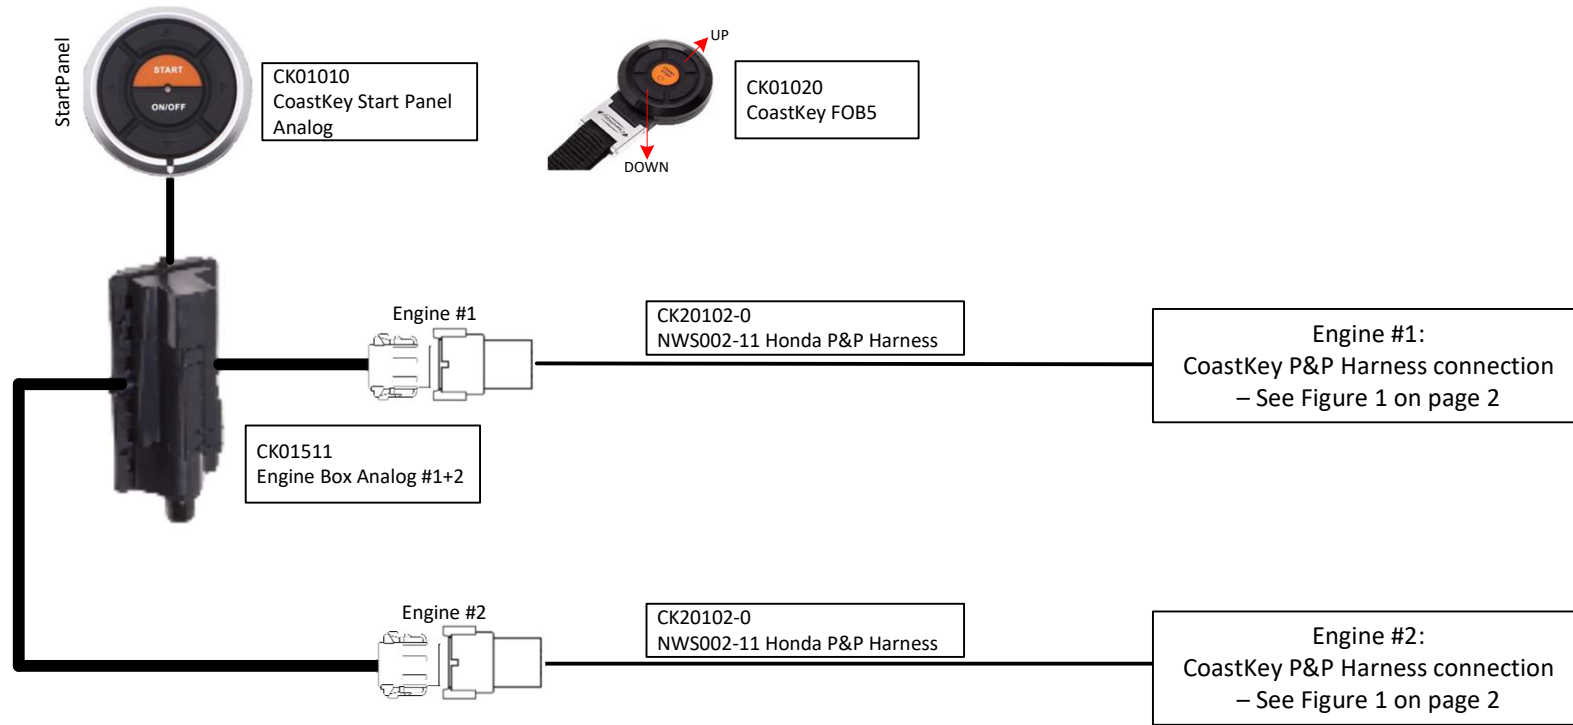 StartPanel
START
ON/OFF
CK01010
CoastKey Start Panel
Analog
UP
DOWN
CK01020
CoastKey FOB5
Engine #1
CK20102-0
NWS002-11 Honda P&P Harness
Engine #1:
CoastKey P&P Harness connection
– See Figure 1 on page 2
CK01511
Engine Box Analog #1+2
Engine #2
CK20102-0
NWS002-11 Honda P&P Harness
Engine #2:
CoastKey P&P Harness connection
– See Figure 1 on page 2